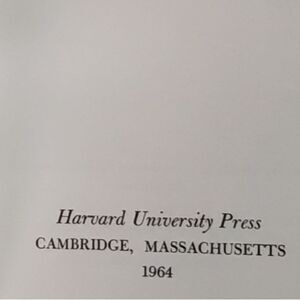 Harvard University Press
CAMBRIDGE, MASSACHUSETTS
1964